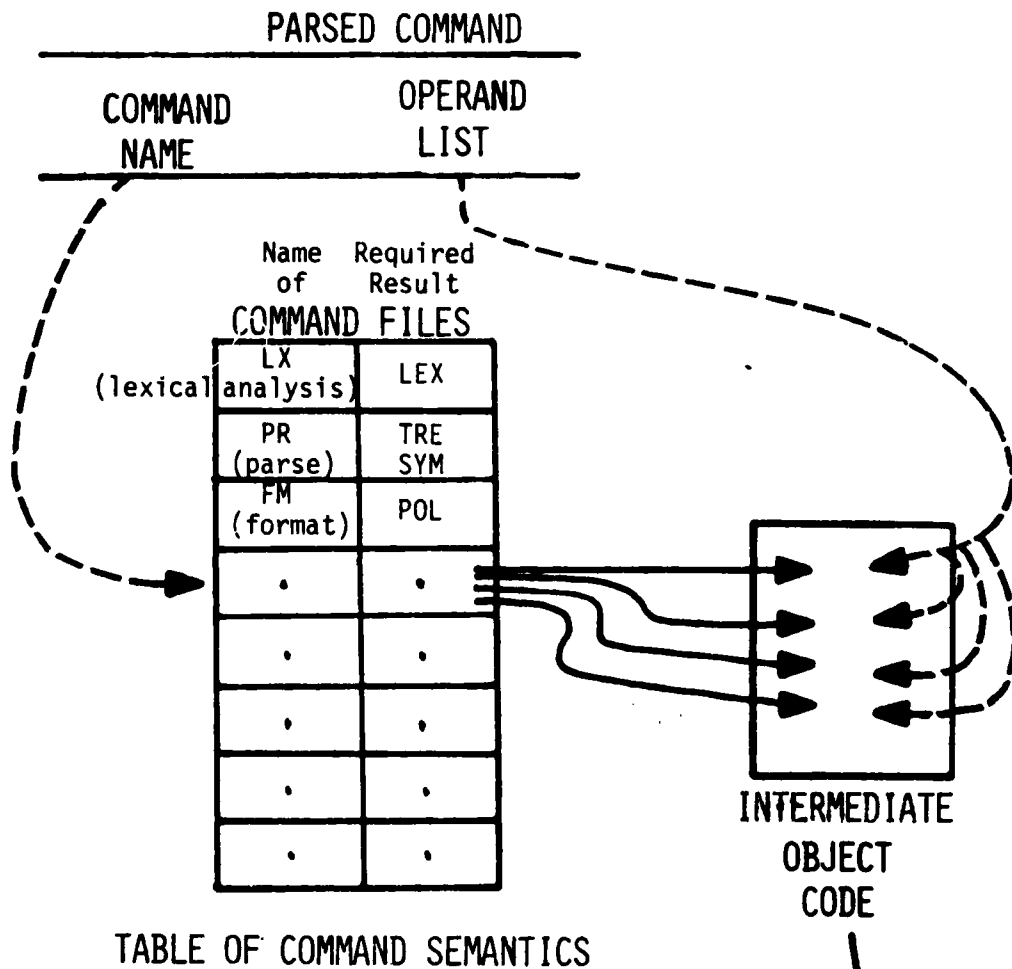 PARSED COMMAND
COMMAND
NAME
OPERAND
LIST
Name Required
of Result
COMMAND FILES
LX
(lexical analysis)
LEX
PR
(parse)
TRE
SYM
FM
(format)
POL
INTERMEDIATE
OBJECT
CODE
TABLE OF COMMAND SEMANTICS